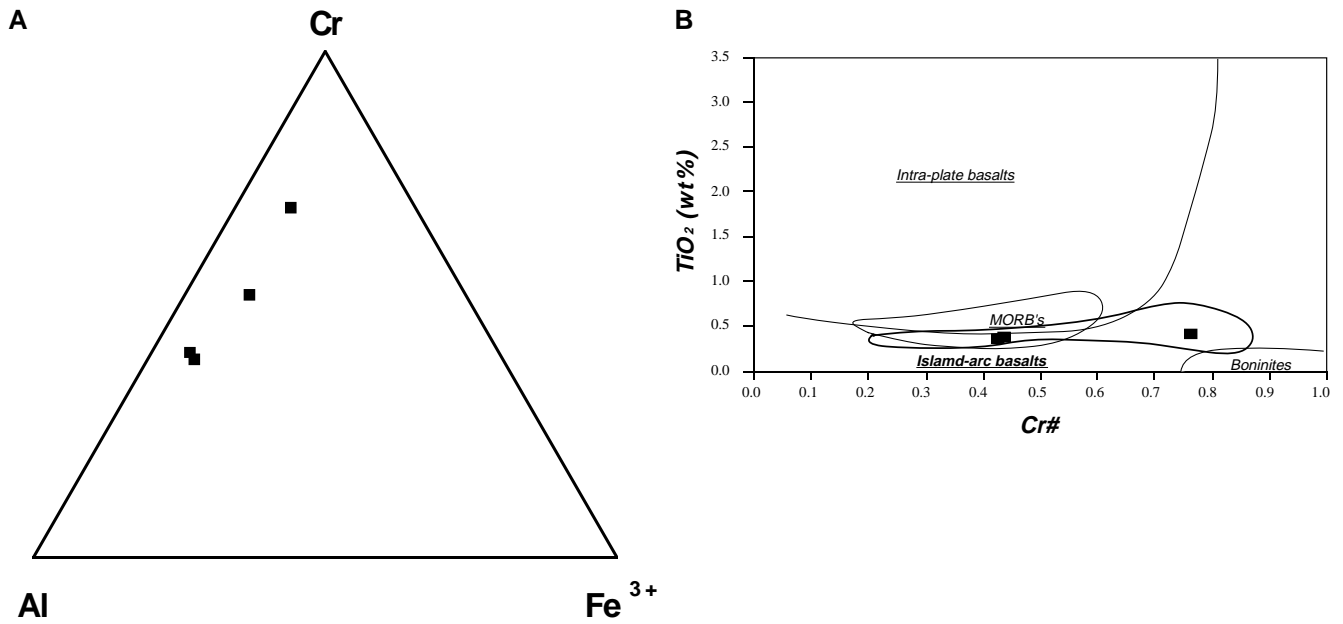 A
Cr
Al
Fe 3+
B
TiO₂ (wt%)
3.5
3.0
2.5
2.0
1.5
1.0
0.5
0.0
Intra-plate basalts
MORB's
Islamd-arc basalts
Boninites
0.0 0.1 0.2 0.3 0.4 0.5 0.6 0.7 0.8 0.9 1.0
Cr#